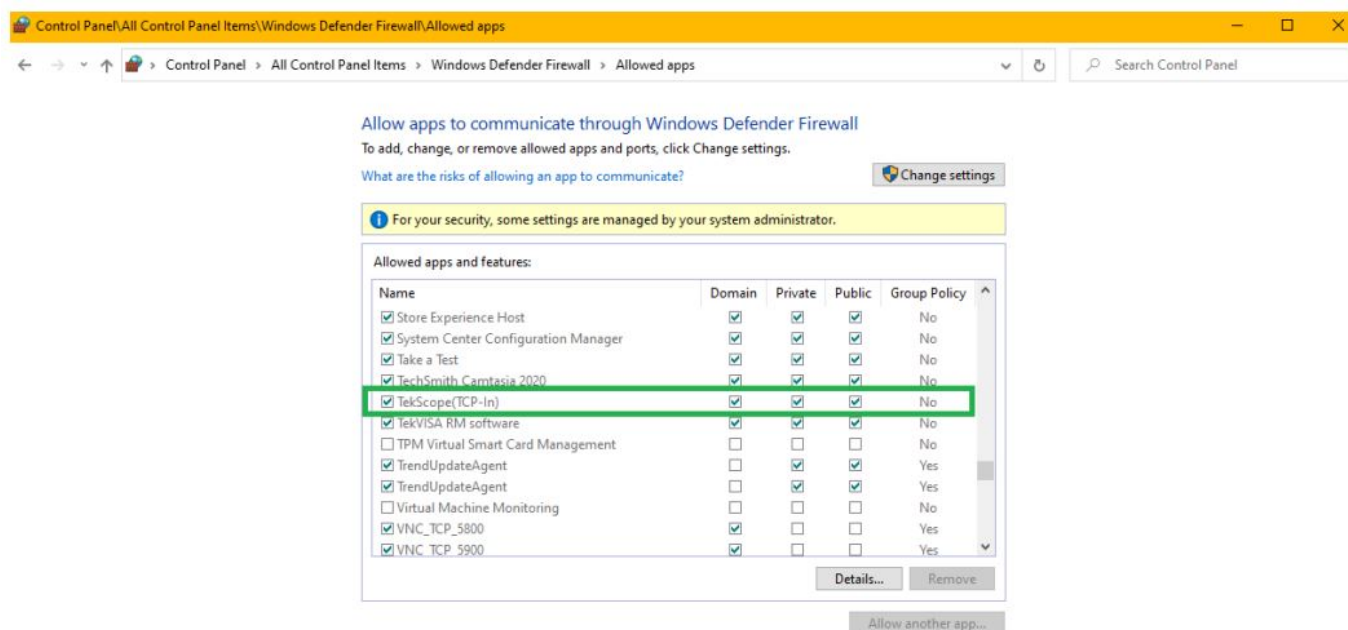 Control Panel\All Control Panel Items\Windows Defender Firewall\Allowed apps
Control Panel > All Control Panel Items > Windows Defender Firewall > Allowed apps
Search Control Panel
Allow apps to communicate through Windows Defender Firewall
To add, change, or remove allowed apps and ports, click Change settings.
What are the risks of allowing an app to communicate?
Change settings
For your security, some settings are managed by your system administrator.
Allowed apps and features:
Name Domain Private Public Group Policy
Store Experience Host No
System Center Configuration Manager No
Take a Test No
TechSmith Camtasia 2020 No
TekScope(TCP-In) No
TekVISA RM software No
TPM Virtual Smart Card Management No
TrendUpdateAgent Yes
TrendUpdateAgent Yes
Virtual Machine Monitoring No
VNC_TCP_5800 Yes
VNC_TCP_5900 Yes
Details... Remove
Allow another app...